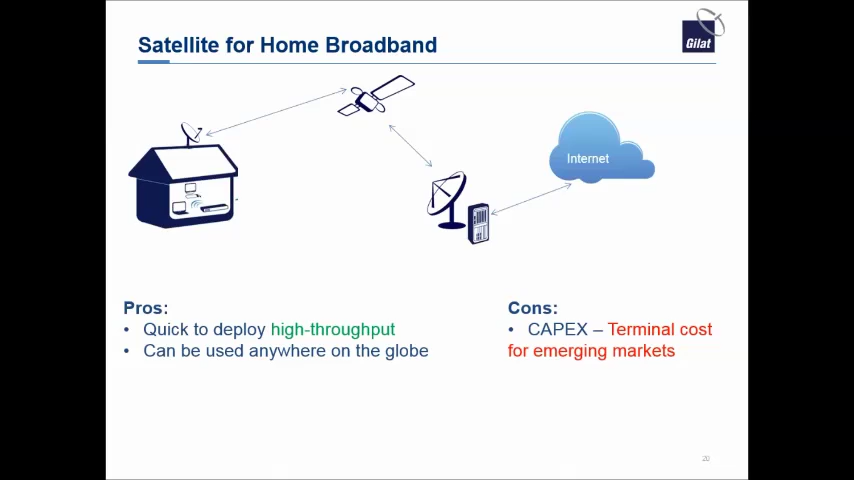 Satellite for Home Broadband
Gilat
Internet
Pros:
• Quick to deploy high-throughput
• Can be used anywhere on the globe
Cons:
• CAPEX – Terminal cost
for emerging markets
20